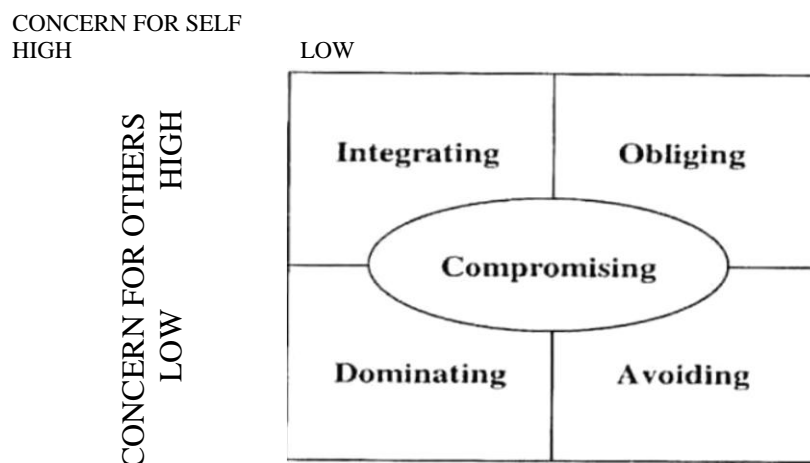 CONCERN FOR SELF
HIGH LOW
CONCERN FOR OTHERS
HIGH
LOW
Integrating
Obliging
Compromising
Dominating
Avoiding